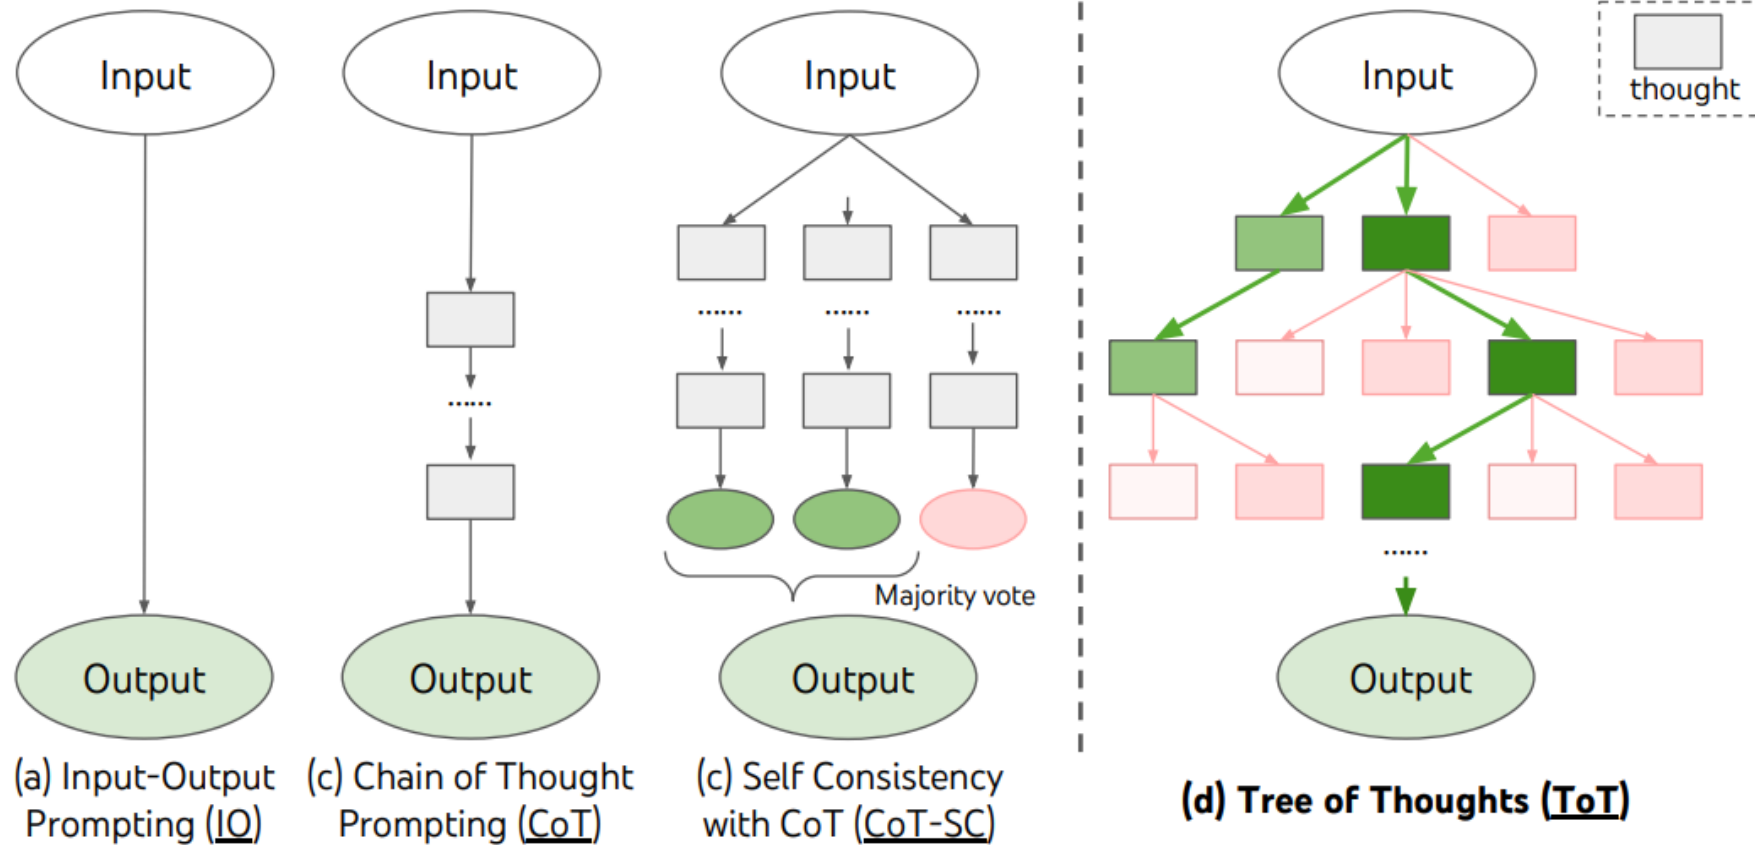 Input
Input
Input
Input
thought
......
......
......
......
......
Majority vote
Output
Output
Output
Output
(a) Input-Output
Prompting (IO)
(c) Chain of Thought
Prompting (CoT)
(c) Self Consistency
with CoT (CoT-SC)
(d) Tree of Thoughts (ToT)